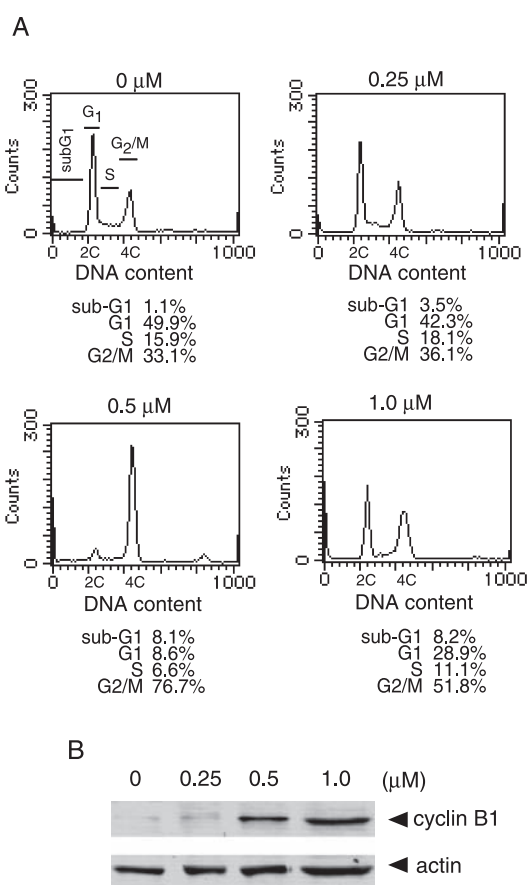 A
0 μM
300
Counts
0
subG1
G1
S
G2/M
0 2C 4C 1000
DNA content
sub-G1 1.1%
G1 49.9%
S 15.9%
G2/M 33.1%
0.25 μM
300
Counts
0
0 2C 4C 1000
DNA content
sub-G1 3.5%
G1 42.3%
S 18.1%
G2/M 36.1%
0.5 μM
300
Counts
0
0 2C 4C 1000
DNA content
sub-G1 8.1%
G1 8.6%
S 6.6%
G2/M 76.7%
1.0 μM
300
Counts
0
0 2C 4C 1000
DNA content
sub-G1 8.2%
G1 28.9%
S 11.1%
G2/M 51.8%
B
0 0.25 0.5 1.0 (μM)
cyclin B1
actin